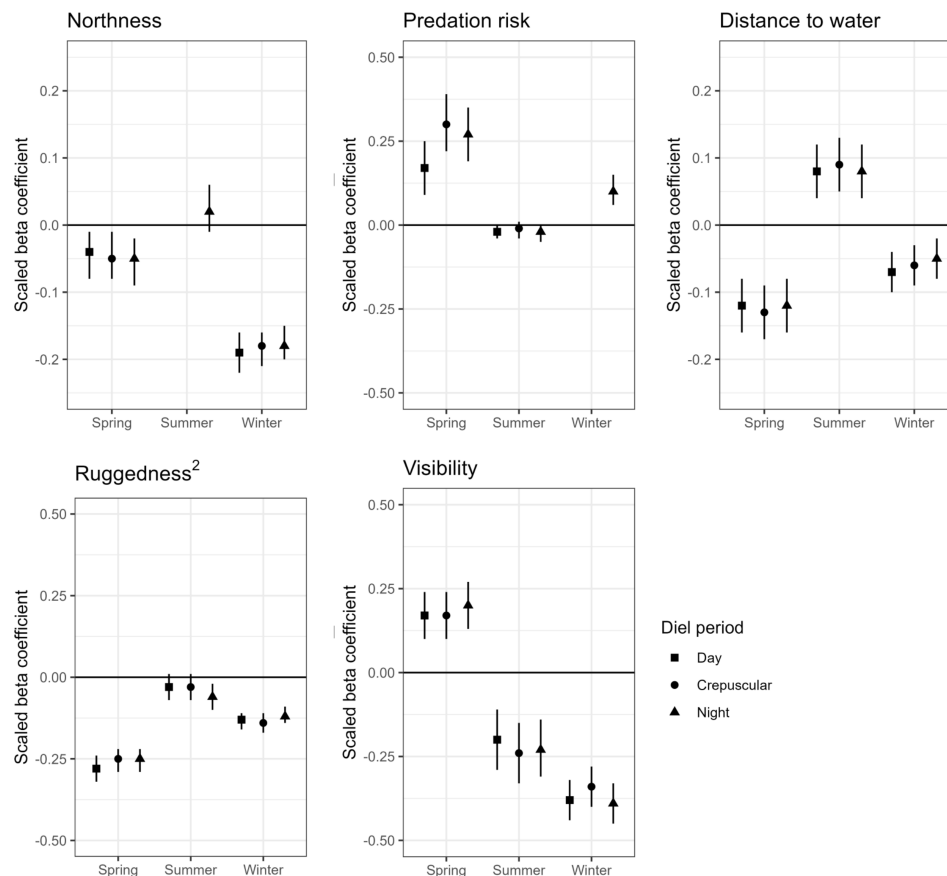 Northness
Scaled beta coefficient
0.2
0.1
0.0
-0.1
-0.2
Spring Summer Winter
Predation risk
Scaled beta coefficient
0.50
0.25
0.00
-0.25
-0.50
Spring Summer Winter
Distance to water
Scaled beta coefficient
0.2
0.1
0.0
-0.1
-0.2
Spring Summer Winter
Ruggedness²
Scaled beta coefficient
0.50
0.25
0.00
-0.25
-0.50
Spring Summer Winter
Visibility
Scaled beta coefficient
0.50
0.25
0.00
-0.25
-0.50
Spring Summer Winter
Diel period
Day
Crepuscular
Night